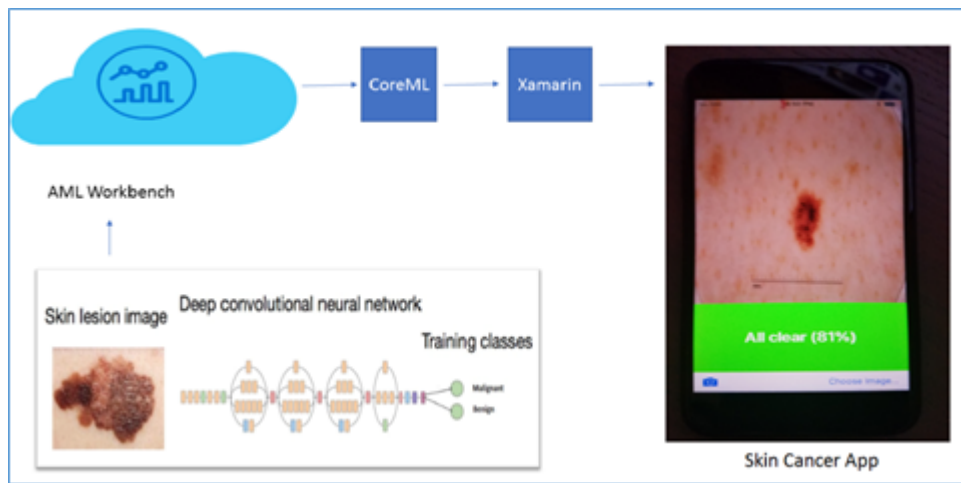 CoreML
Xamarin
AML Workbench
Skin lesion image
Deep convolutional neural network
Training classes
Malignant
Benign
All clear (81%)
Choose Image...
Skin Cancer App